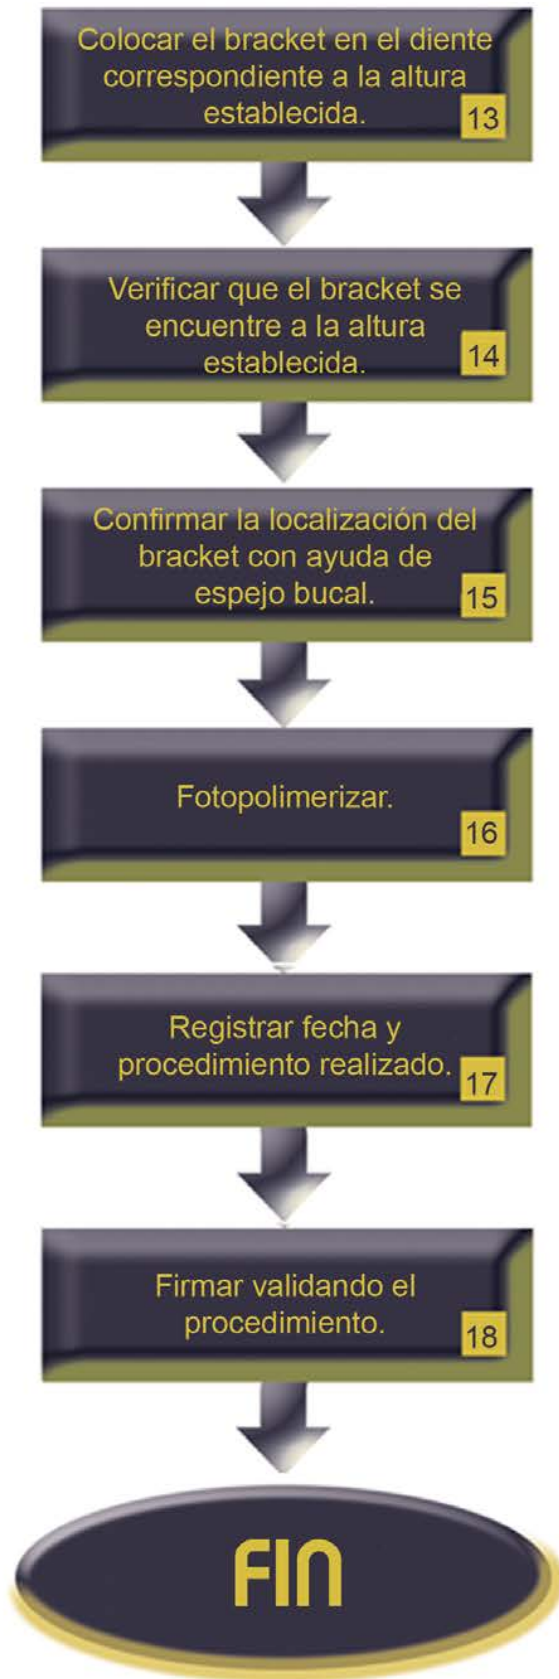 Colocar el bracket en el diente
correspondiente a la altura
establecida.
13
Verificar que el bracket se
encuentre a la altura
establecida.
14
Confirmar la localización del
bracket con ayuda de
espejo bucal.
15
Fotopolimerizar.
16
Registrar fecha y
procedimiento realizado.
17
Firmar validando el
procedimiento.
18
FIN